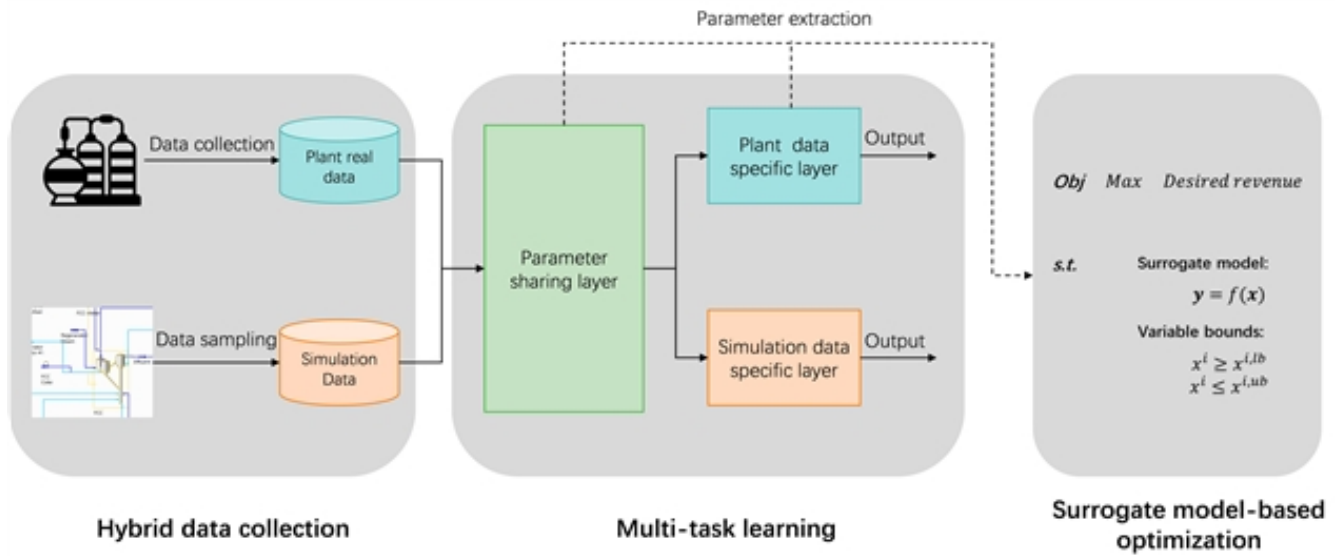 Parameter extraction
Data collection
Plant real
data
Data sampling
Simulation
Data
Parameter
sharing layer
Plant data
specific layer
Output
Simulation data
specific layer
Output
Obj Max Desired revenue
s.t. Surrogate model:
y = f(x)
Variable bounds:
xⁱ ≥ x^{i,lb}
xⁱ ≤ x^{i,ub}
Hybrid data collection
Multi-task learning
Surrogate model-based
optimization